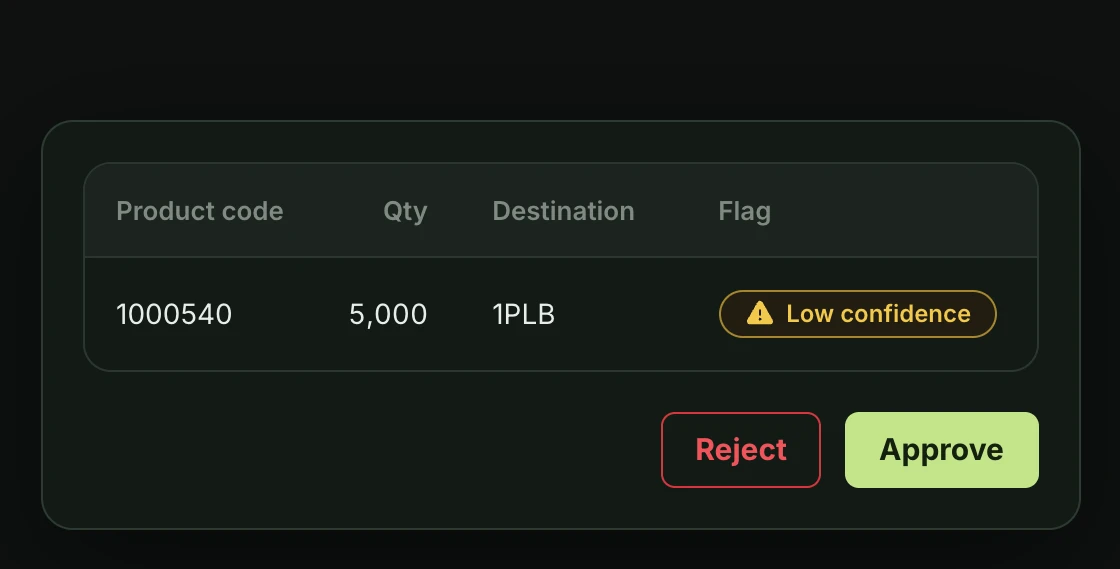 Product code Qty Destination Flag
1000540 5,000 1PLB Low confidence
Reject Approve